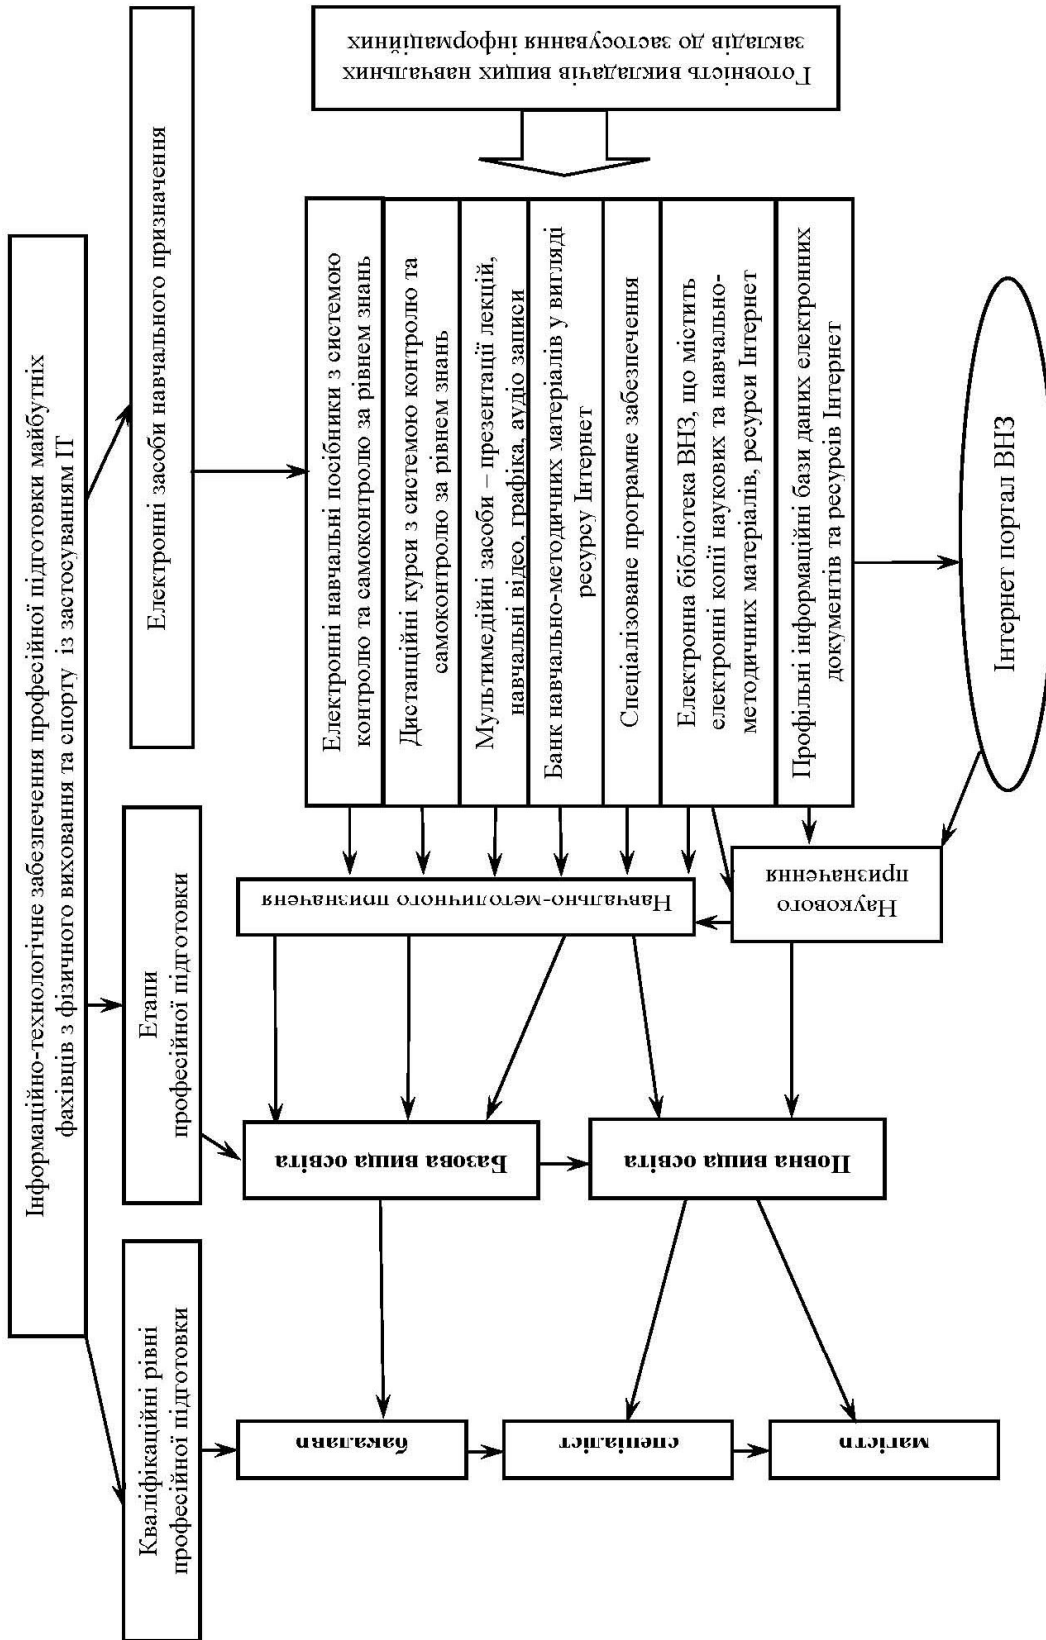 Інформаційно-технологічне забезпечення професійної підготовки майбутніх
фахівців з фізичного виховання та спорту із застосуванням ІТ
Кваліфікаційні рівні
професійної підготовки
Етапи
професійної підготовки
Електронні засоби навчального призначення
бакалавр
спеціаліст
магістр
Базова вища освіта
Повна вища освіта
Навчально-методичного призначеня
Наукового
призначення
Електронні навчальні посібники з системою
контролю та самоконтролю за рівнем знань
Дистанційні курси з системою контролю та
самоконтролю за рівнем знань
Мультимедійні засоби – презентації лекцій,
навчальні відео, графіка, аудіо записи
Банк навчально-методичних матеріалів у вигляді
ресурсу Інтернет
Спеціалізоване програмне забезпечення
Електронна бібліотека ВНЗ, що містить
електронні копії наукових та навчально-
методичних матеріалів, ресурси Інтернет
Профільні інформаційні бази даних електронних
документів та ресурсів Інтернет
Готовність викладачів вищих навчальних
закладів до застосування інформаційних
Інтернет портал ВНЗ